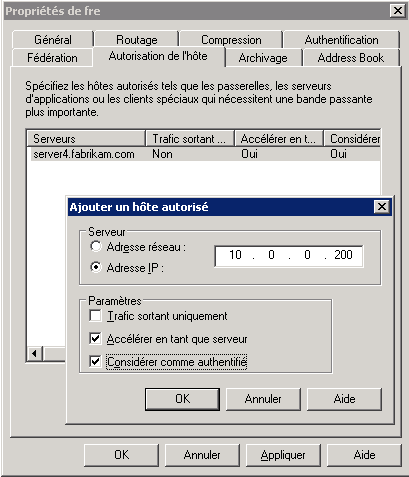 Propriétés de fre
Général Routage Compression Authentification
Fédération Autorisation de l'hôte Archivage Address Book
Spécifiez les hôtes autorisés tels que les passerelles, les serveurs
d'applications ou les clients spéciaux qui nécessitent une bande passante
plus importante.
Serveurs Trafic sortant ... Accélérer en t... Considérer
server4.fabrikam.com Non Oui Oui
Ajouter un hôte autorisé
Serveur
Adresse réseau :
Adresse IP : 10 . 0 . 0 . 200
Paramètres
Trafic sortant uniquement
Accélérer en tant que serveur
Considérer comme authentifié
OK Annuler Aide
OK Annuler Appliquer Aide